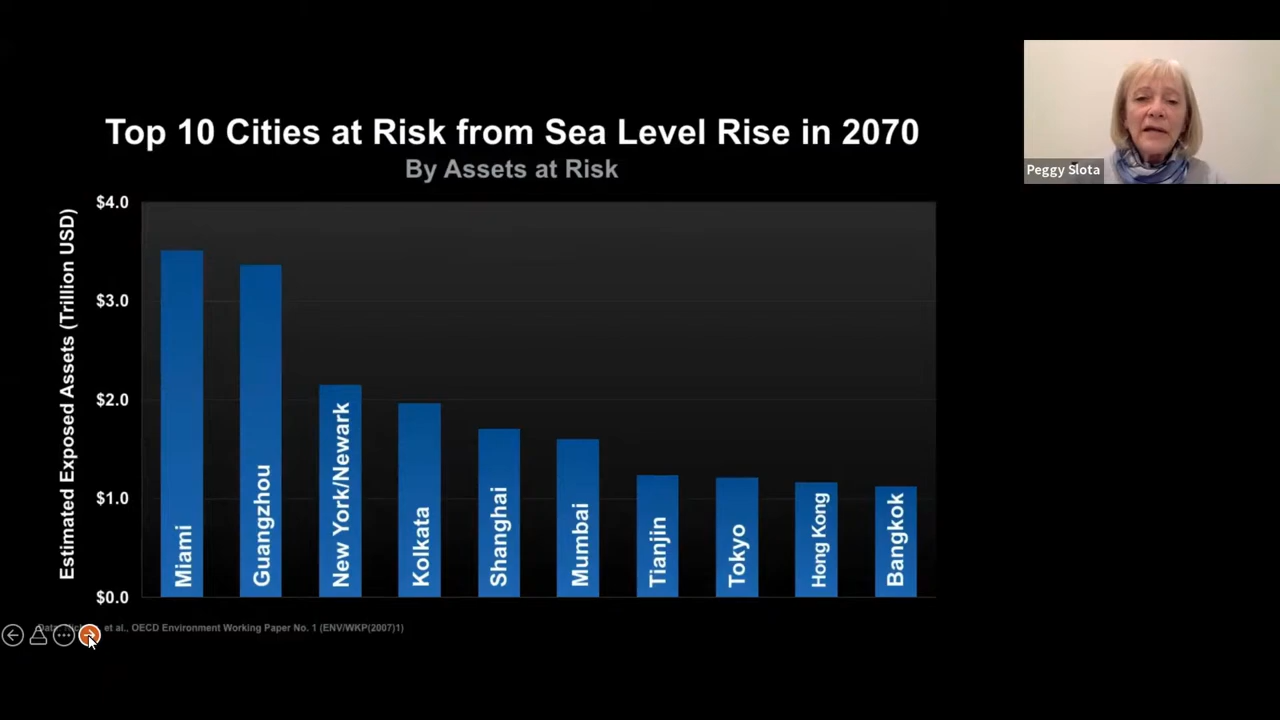 Top 10 Cities at Risk from Sea Level Rise in 2070
By Assets at Risk
Peggy Slota
Estimated Exposed Assets (Trillion USD)
$4.0
$3.0
$2.0
$1.0
$0.0
Miami
Guangzhou
New York/Newark
Kolkata
Shanghai
Mumbai
Tianjin
Tokyo
Hong Kong
Bangkok
et al., OECD Environment Working Paper No. 1 (ENV/WKP(2007)1)